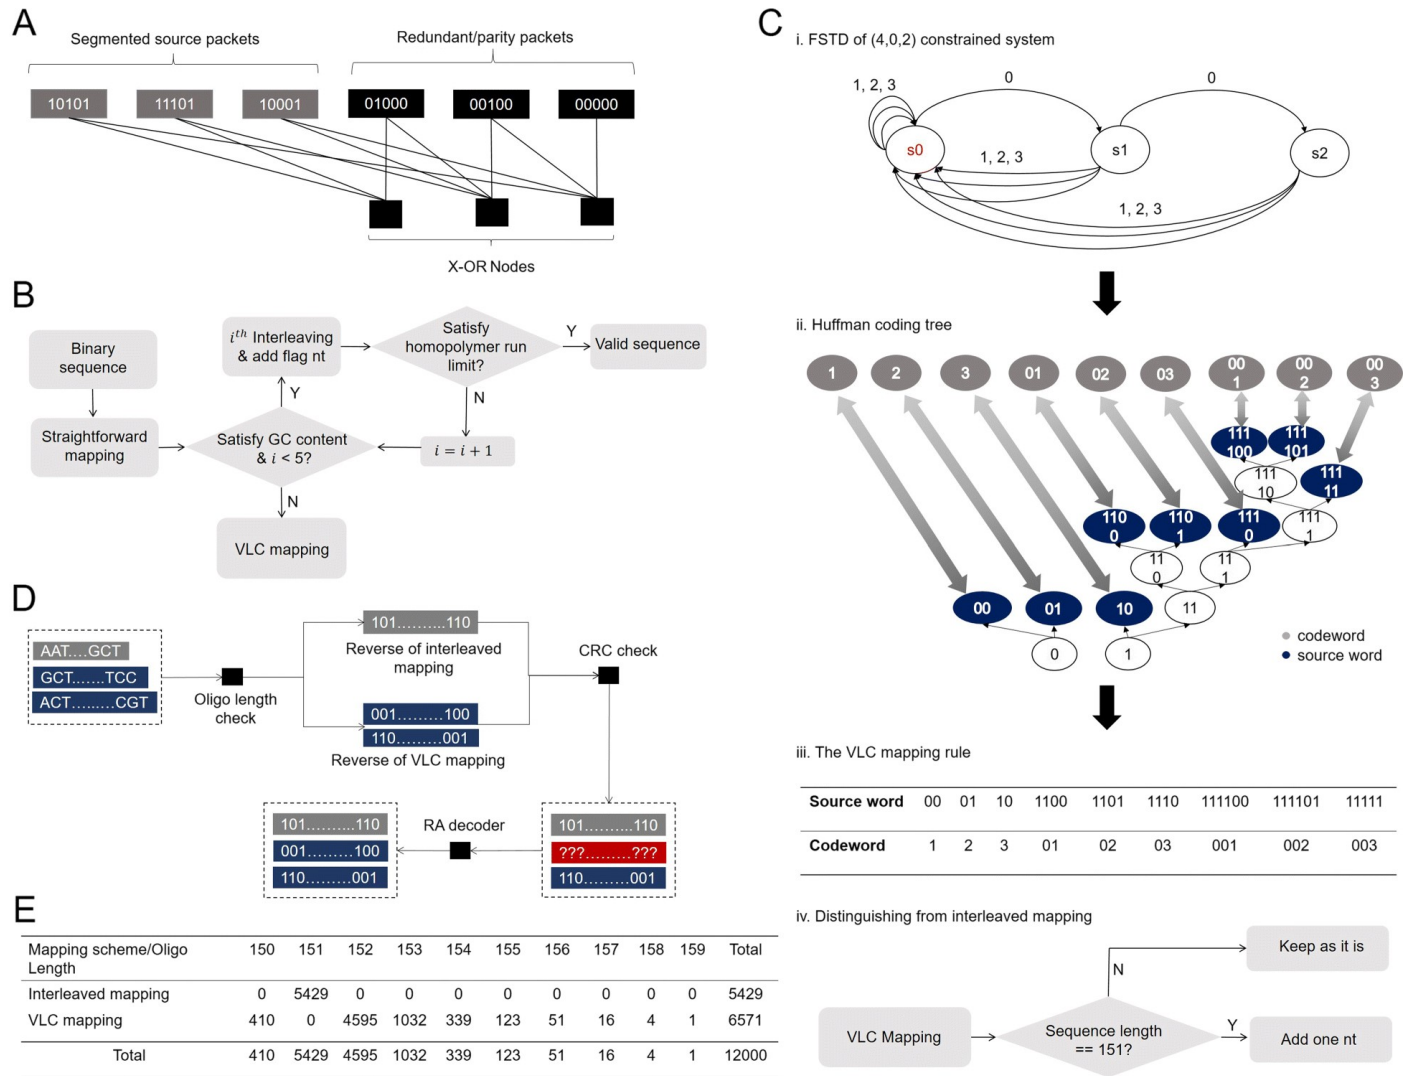 A
Segmented source packets
Redundant/parity packets
10101 11101 10001 01000 00100 00000
X-OR Nodes
B
Binary
sequence
Straightforward
mapping
iᵗʰ Interleaving
& add flag nt
Satisfy GC content
& i < 5?
Y
N
VLC mapping
Satisfy
homopolymer run
limit?
Y
Valid sequence
N
i = i + 1
C
i. FSTD of (4,0,2) constrained system
1, 2, 3
0
0
s0
s1
s2
1, 2, 3
1, 2, 3
ii. Huffman coding tree
1 2 3 01 02 03 00 00 00
1 2 3
111 111
100 101
111
10
111
11
110 110 111 111
0 1 0 1
11 11
0 1
00 01 10 11
0 1
codeword
source word
iii. The VLC mapping rule
Source word 00 01 10 1100 1101 1110 111100 111101 11111
Codeword 1 2 3 01 02 03 001 002 003
iv. Distinguishing from interleaved mapping
VLC Mapping
Sequence length
== 151?
N
Keep as it is
Y
Add one nt
D
AAT....GCT
GCT.......TCC
ACT..........CGT
Oligo length
check
101..........110
Reverse of interleaved
mapping
001.........100
110.........001
Reverse of VLC mapping
CRC check
101..........110
???.........???
110.........001
RA decoder
101..........110
001.........100
110.........001
E
Mapping scheme/Oligo 150 151 152 153 154 155 156 157 158 159 Total
Length
Interleaved mapping 0 5429 0 0 0 0 0 0 0 0 5429
VLC mapping 410 0 4595 1032 339 123 51 16 4 1 6571
Total 410 5429 4595 1032 339 123 51 16 4 1 12000